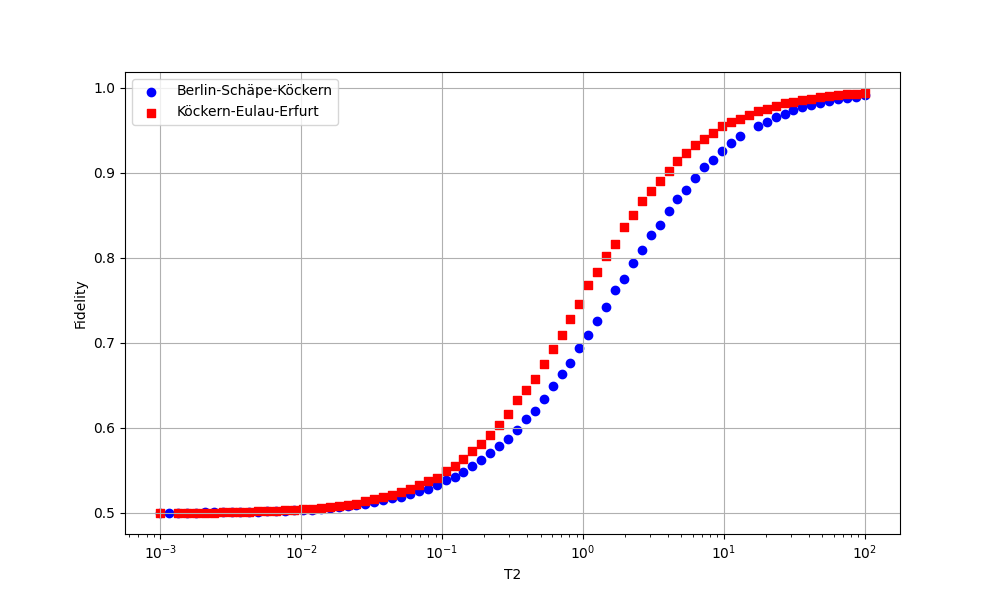 Berlin-Schäpe-Köckern
Köckern-Eulau-Erfurt
1.0
0.9
0.8
0.7
0.6
0.5
Fidelity
10⁻³ 10⁻² 10⁻¹ 10⁰ 10¹ 10²
T2